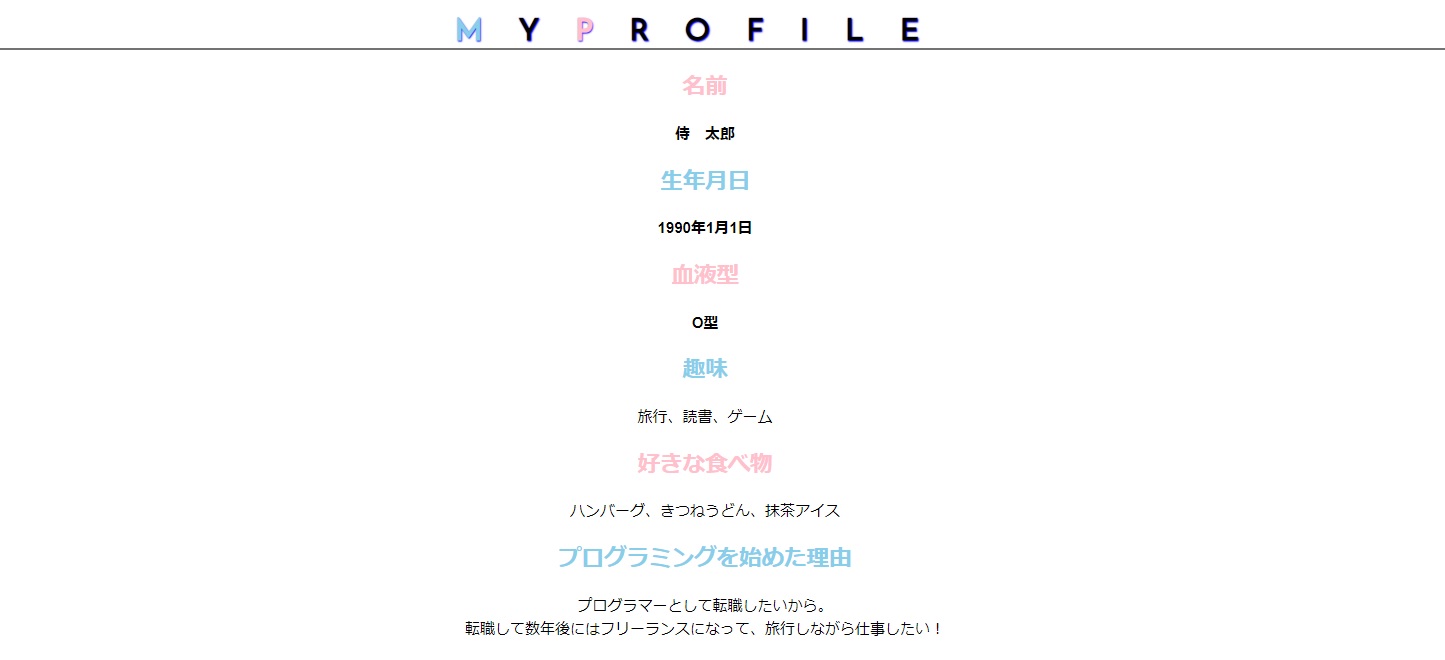 MYPROFILE
名前
侍　太郎
生年月日
1990年1月1日
血液型
O型
趣味
旅行、読書、ゲーム
好きな食べ物
ハンバーグ、きつねうどん、抹茶アイス
プログラミングを始めた理由
プログラマーとして転職したいから。
転職して数年後にはフリーランスになって、旅行しながら仕事したい！